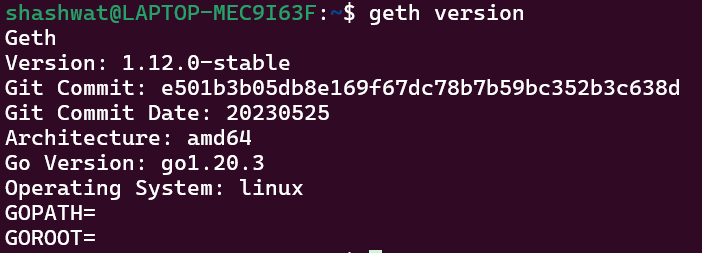 shashwat@LAPTOP-MEC9I63F:~$ geth version
Geth
Version: 1.12.0-stable
Git Commit: e501b3b05db8e169f67dc78b7b59bc352b3c638d
Git Commit Date: 20230525
Architecture: amd64
Go Version: go1.20.3
Operating System: linux
GOPATH=
GOROOT=